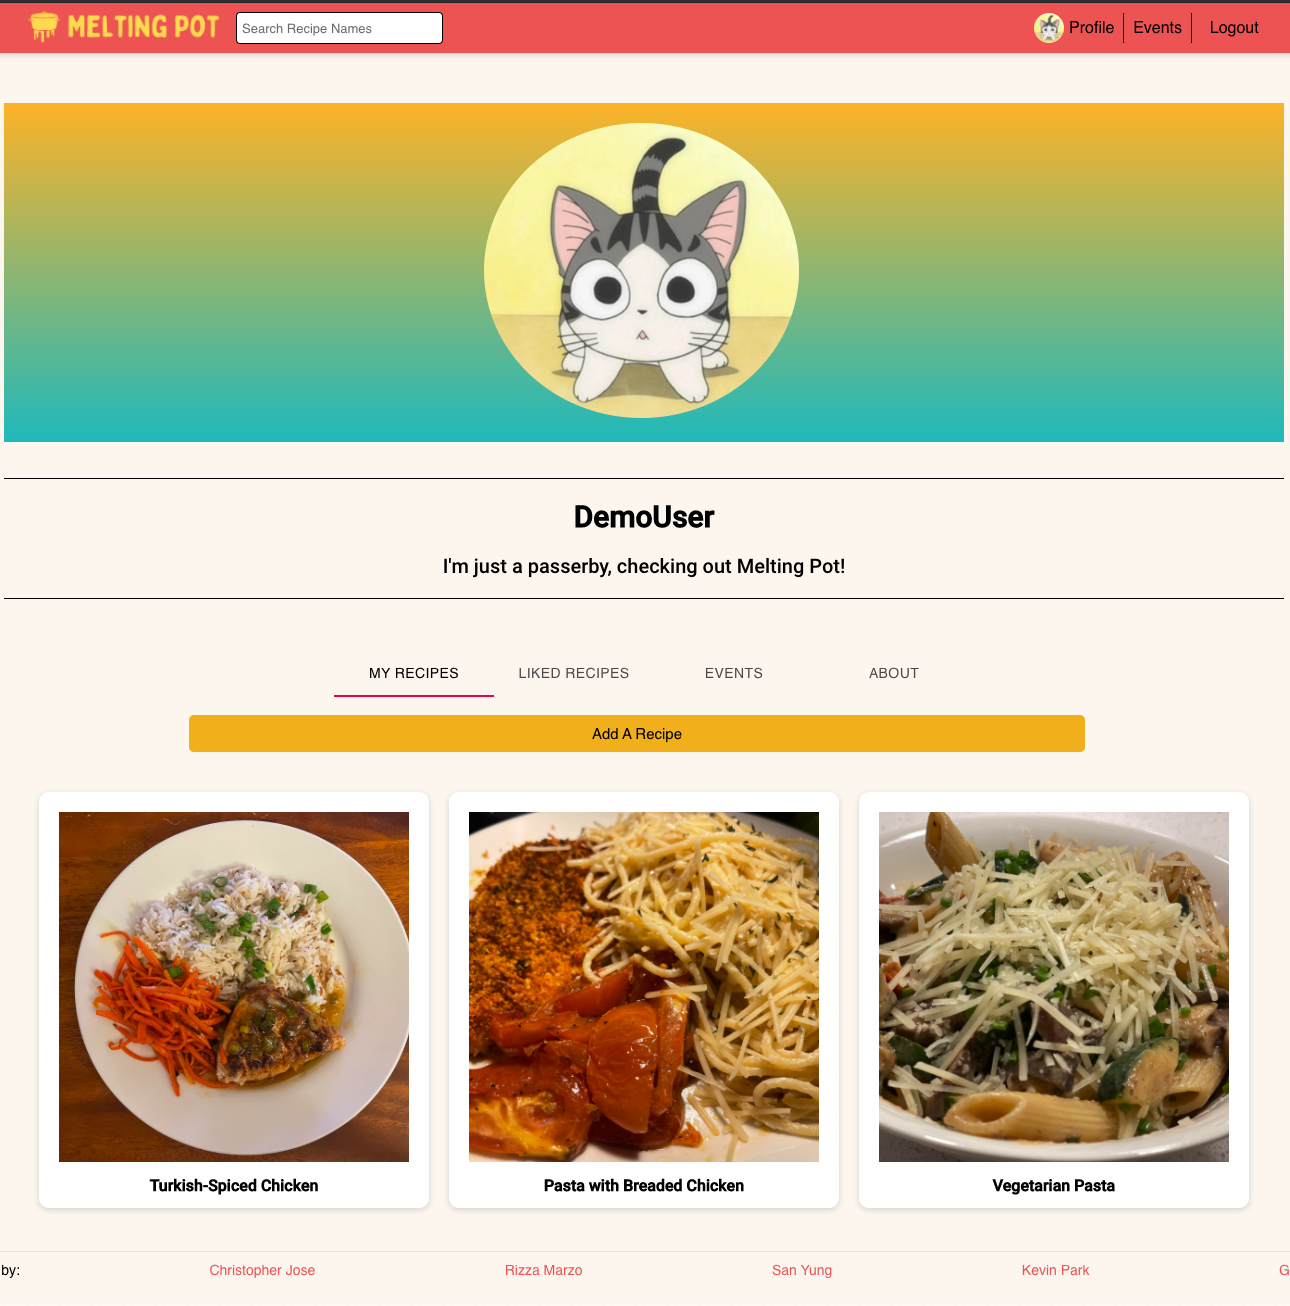 MELTING POT
Search Recipe Names
Profile
Events
Logout
DemoUser
I'm just a passerby, checking out Melting Pot!
MY RECIPES
LIKED RECIPES
EVENTS
ABOUT
Add A Recipe
Turkish-Spiced Chicken
Pasta with Breaded Chicken
Vegetarian Pasta
by:
Christopher Jose
Rizza Marzo
San Yung
Kevin Park
G